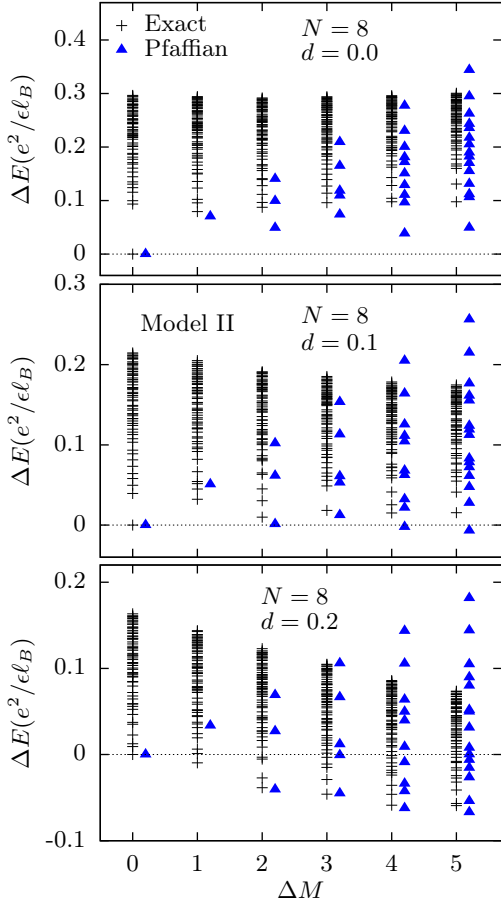 + Exact
▲ Pfaffian
N = 8
d = 0.0
0.4
0.3
0.2
0.1
0
ΔE(e²/ϵℓ_B)
Model II
N = 8
d = 0.1
0.3
0.2
0.1
0
ΔE(e²/ϵℓ_B)
N = 8
d = 0.2
0.2
0.1
0
-0.1
ΔE(e²/ϵℓ_B)
0 1 2 3 4 5
ΔM